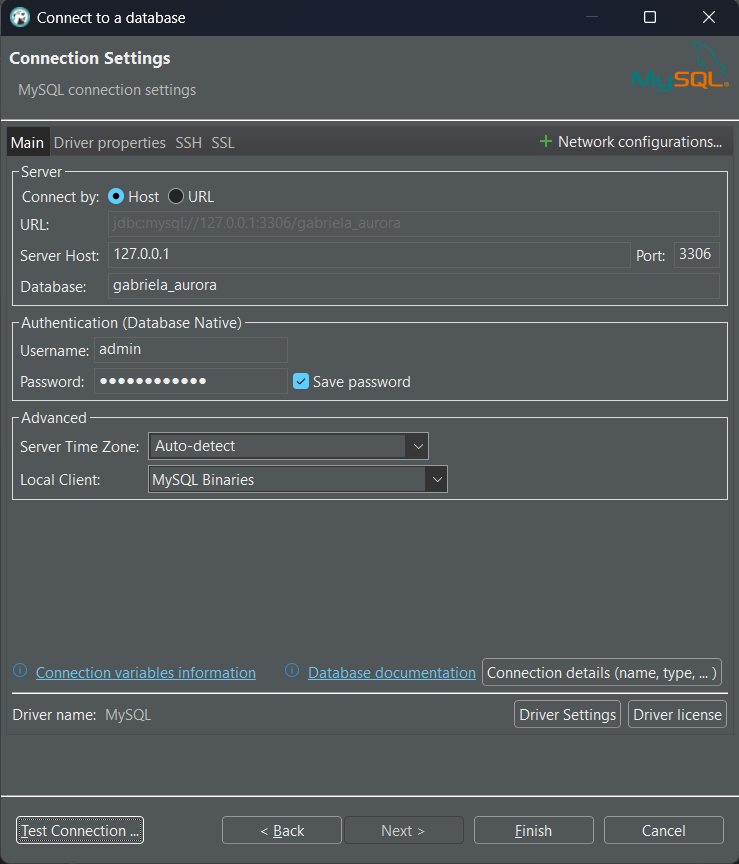 Connect to a database
Connection Settings
MySQL connection settings
MySQL®
Main Driver properties SSH SSL Network configurations...
Server
Connect by: Host URL
URL: jdbc:mysql://127.0.0.1:3306/gabriela_aurora
Server Host: 127.0.0.1 Port: 3306
Database: gabriela_aurora
Authentication (Database Native)
Username: admin
Password: ●●●●●●●●●●●● Save password
Advanced
Server Time Zone: Auto-detect
Local Client: MySQL Binaries
Connection variables information Database documentation Connection details (name, type, ... )
Driver name: MySQL Driver Settings Driver license
Test Connection ... < Back Next > Finish Cancel